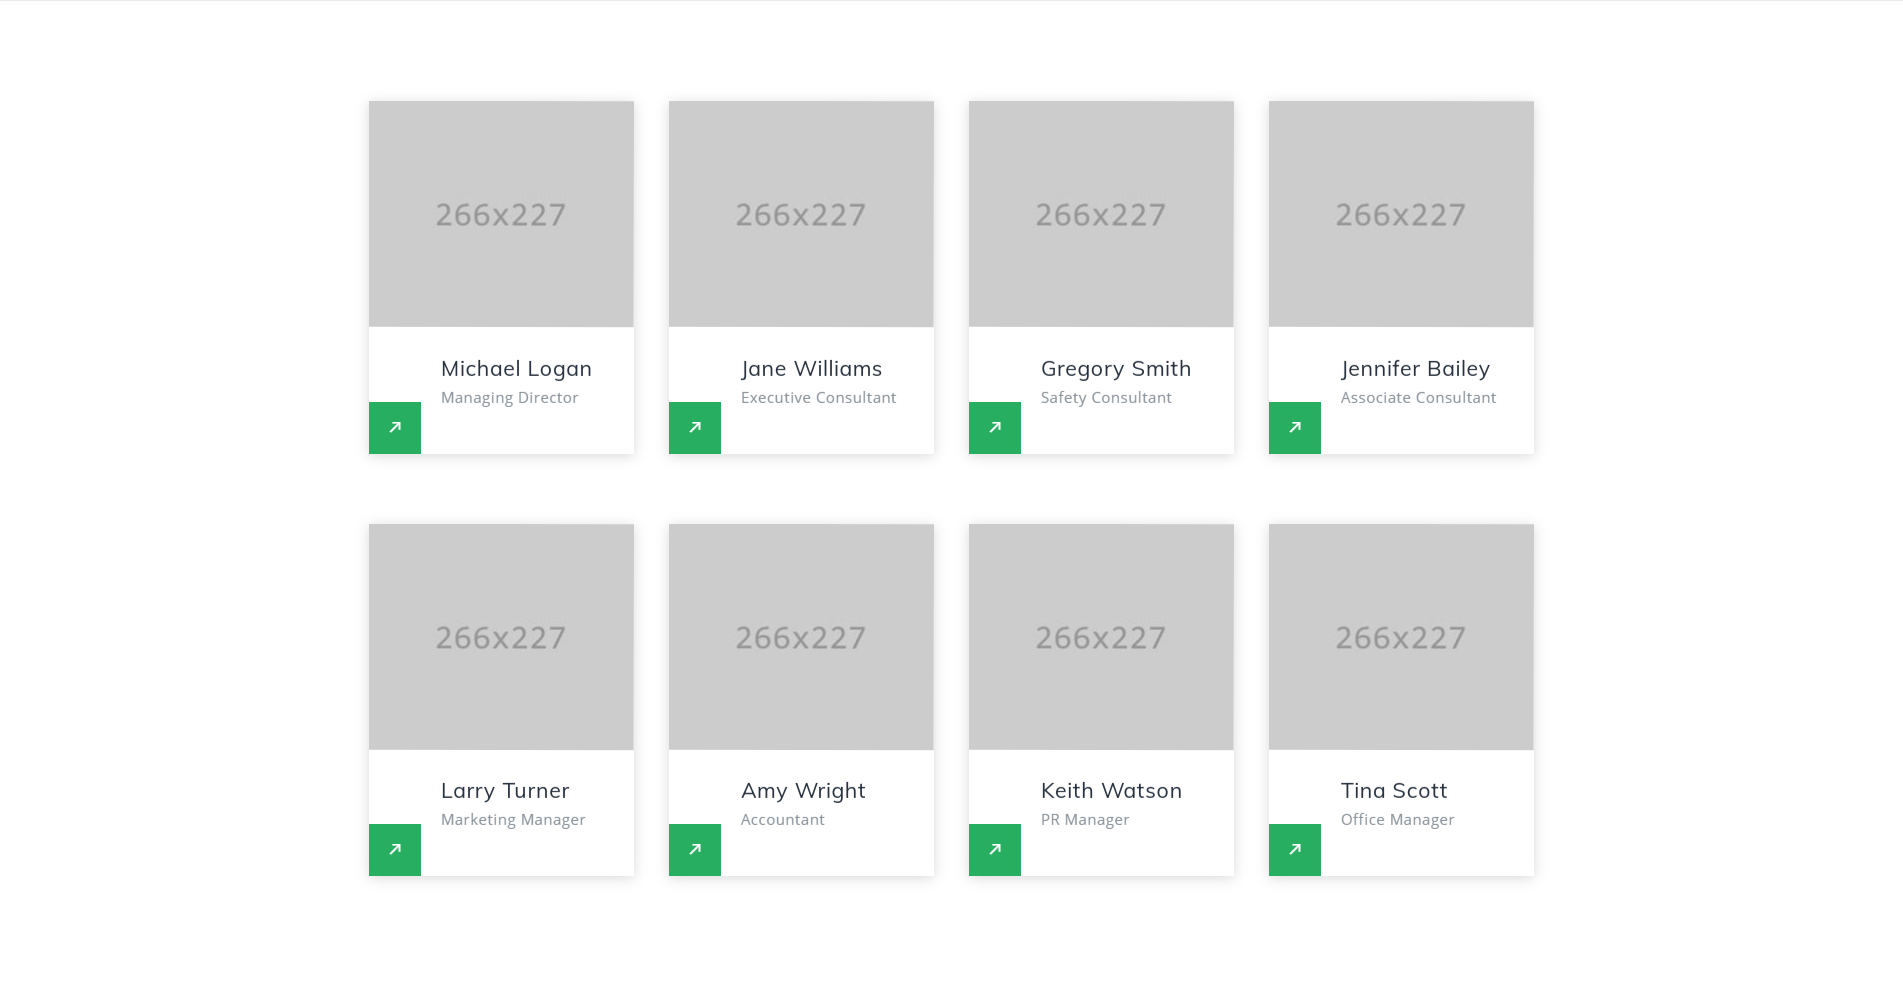 266x227
266x227
266x227
266x227
Michael Logan
Managing Director
Jane Williams
Executive Consultant
Gregory Smith
Safety Consultant
Jennifer Bailey
Associate Consultant
266x227
266x227
266x227
266x227
Larry Turner
Marketing Manager
Amy Wright
Accountant
Keith Watson
PR Manager
Tina Scott
Office Manager